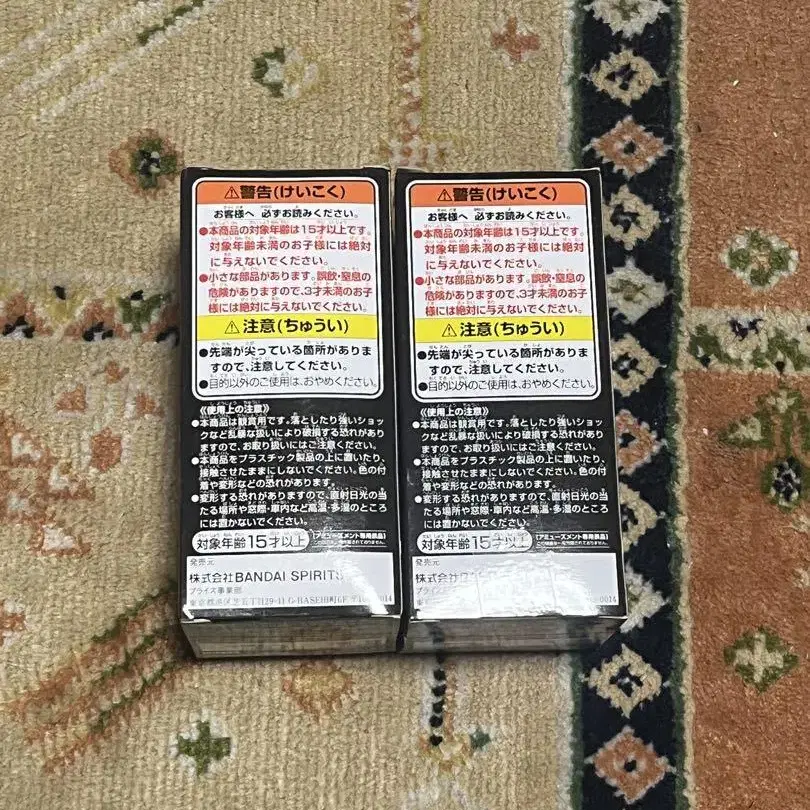 ⚠警告(けいこく)
お客様へ 必ずお読みください。
●本商品の対象年齢は15才以上です。
対象年齢未満のお子様には絶対
に与えないでください。
●小さな部品があります。誤飲・窒息の
危険がありますので、3才未満のお子
様には絶対に与えないでください。
⚠注意(ちゅうい)
●先端が尖っている箇所がありま
すので、注意してください。
●目的以外のご使用は、おやめください。
《使用上の注意》
●本商品は観賞用です。落としたり強いショッ
クなど乱暴な扱いにより破損する恐れがあり
ますので、お取り扱いにはご注意ください。
●本商品をプラスチック製品の上に置いたり、
接触させたままにしないでください。色の付
着や変形などの恐れがあります。
●変形する恐れがありますので、直射日光の当
たる場所や窓際・車内など高温・多湿のところ
には置かないでください。
対象年齢15才以上
【アミューズメント専用景品】
発売元
株式会社BANDAI SPIRITS
プライズ事業部
⚠警告(けいこく)
お客様へ 必ずお読みください。
●本商品の対象年齢は15才以上です。
対象年齢未満のお子様には絶対
に与えないでください。
●小さな部品があります。誤飲・窒息の
危険がありますので、3才未満のお子
様には絶対に与えないでください。
⚠注意(ちゅうい)
●先端が尖っている箇所がありま
すので、注意してください。
●目的以外のご使用は、おやめください。
《使用上の注意》
●本商品は観賞用です。落としたり強いショッ
クなど乱暴な扱いにより破損する恐れがあり
ますので、お取り扱いにはご注意ください。
●本商品をプラスチック製品の上に置いたり、
接触させたままにしないでください。色の付
着や変形などの恐れがあります。
●変形する恐れがありますので、直射日光の当
たる場所や窓際・車内など高温・多湿のところ
には置かないでください。
対象年齢15才以上
【アミューズメント専用景品】
発売元
株式会社
プライズ事業部